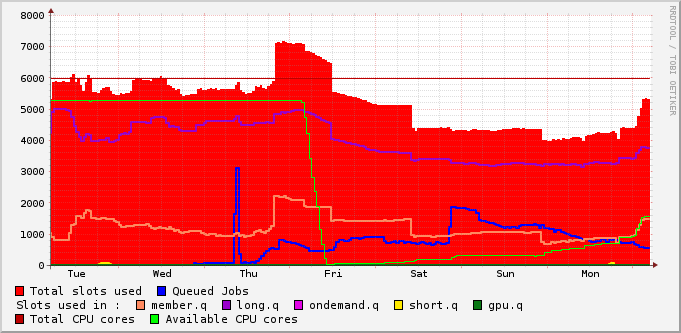 8000
7000
6000
5000
4000
3000
2000
1000
0
Tue Wed Thu Fri Sat Sun Mon
RRDTOOL / TOBI OETIKER
Total slots used Queued Jobs
Slots used in : member.q long.q ondemand.q short.q gpu.q
Total CPU cores Available CPU cores